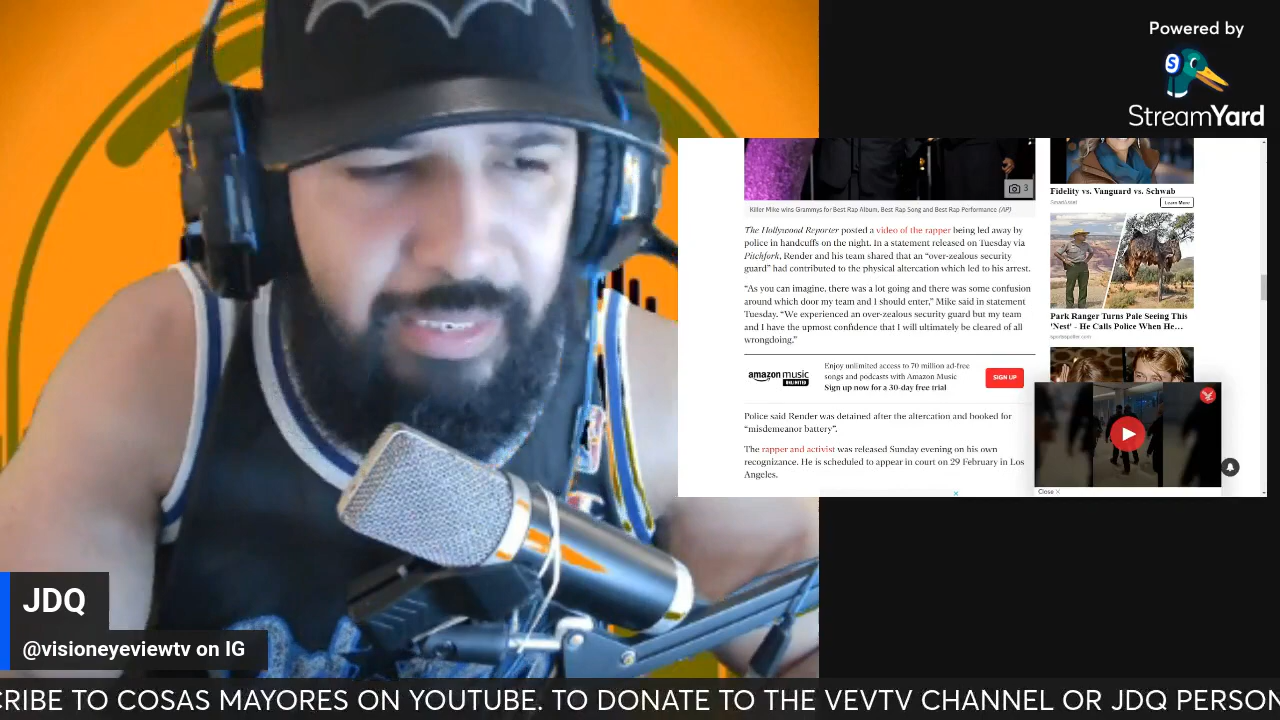 Powered by
S
StreamYard
3
Killer Mike wins Grammys for Best Rap Album, Best Rap Song and Best Rap Performance (AP)
The Hollywood Reporter posted a video of the rapper being led away by
police in handcuffs on the night. In a statement released on Tuesday via
Pitchfork, Render and his team shared that an “over-zealous security
guard” had contributed to the physical altercation which led to his arrest.
“As you can imagine, there was a lot going and there was some confusion
around which door my team and I should enter,” Mike said in statement
Tuesday. “We experienced an over-zealous security guard but my team
and I have the upmost confidence that I will ultimately be cleared of all
wrongdoing.”
amazon music
UNLIMITED
Enjoy unlimited access to 70 million ad-free
songs and podcasts with Amazon Music
Sign up now for a 30-day free trial
SIGN UP
Police said Render was detained after the altercation and booked for
“misdemeanor battery”.
The rapper and activist was released Sunday evening on his own
recognizance. He is scheduled to appear in court on 29 February in Los
Angeles.
Fidelity vs. Vanguard vs. Schwab
SmartAsset
Learn More
Park Ranger Turns Pale Seeing This
'Nest' - He Calls Police When He...
Close X
JDQ
@visioneyeviewtv on IG
CRIBE TO COSAS MAYORES ON YOUTUBE. TO DONATE TO THE VEVTV CHANNEL OR JDQ PERSON